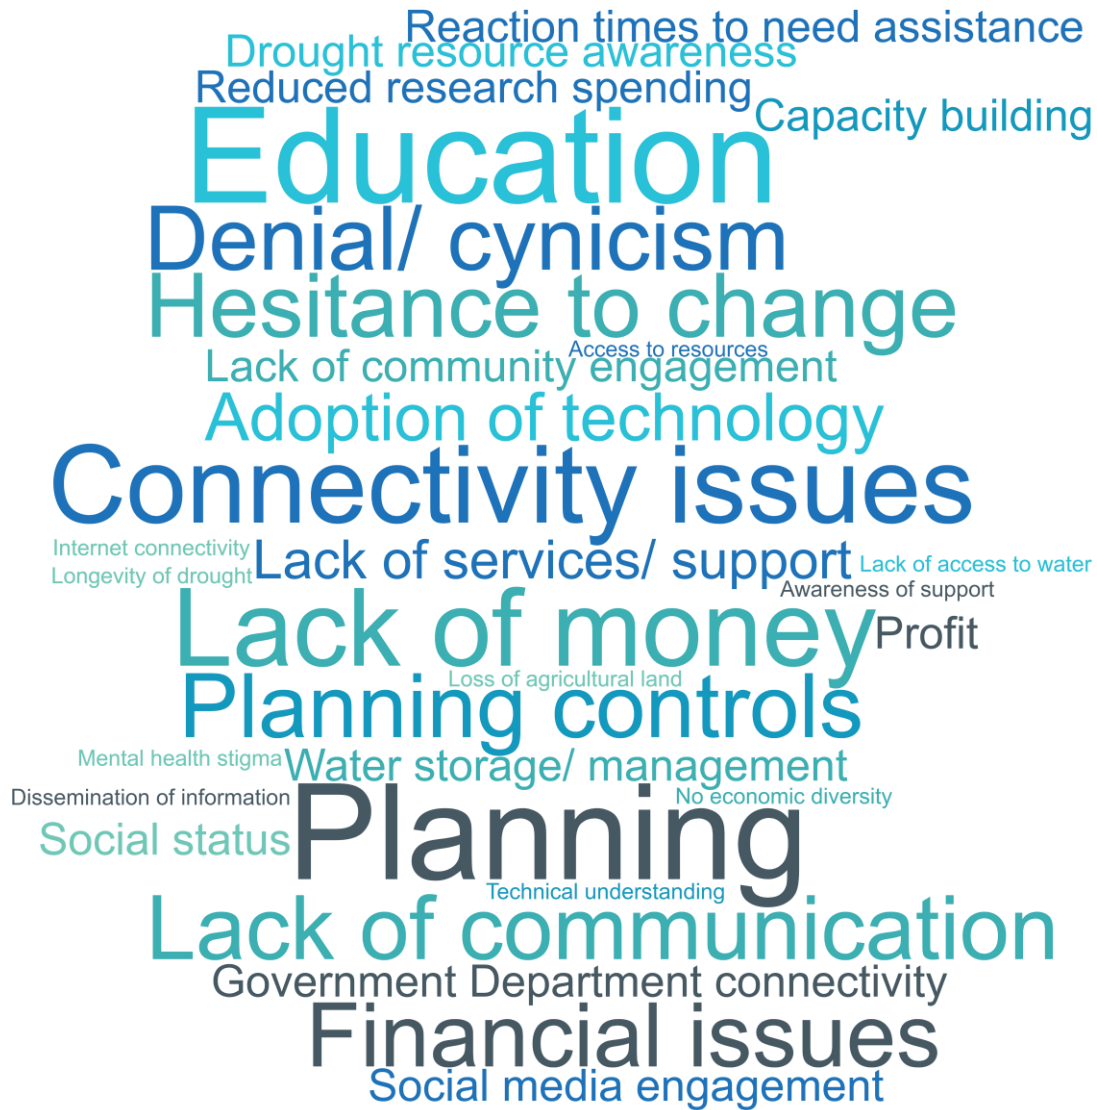 Reaction times to need assistance
Drought resource awareness
Reduced research spending
Capacity building
Education
Denial/ cynicism
Hesitance to change
Access to resources
Lack of community engagement
Adoption of technology
Connectivity issues
Internet connectivity
Lack of services/ support
Lack of access to water
Longevity of drought
Awareness of support
Lack of money
Profit
Loss of agricultural land
Planning controls
Mental health stigma
Water storage/ management
Dissemination of information
No economic diversity
Planning
Social status
Technical understanding
Lack of communication
Government Department connectivity
Financial issues
Social media engagement